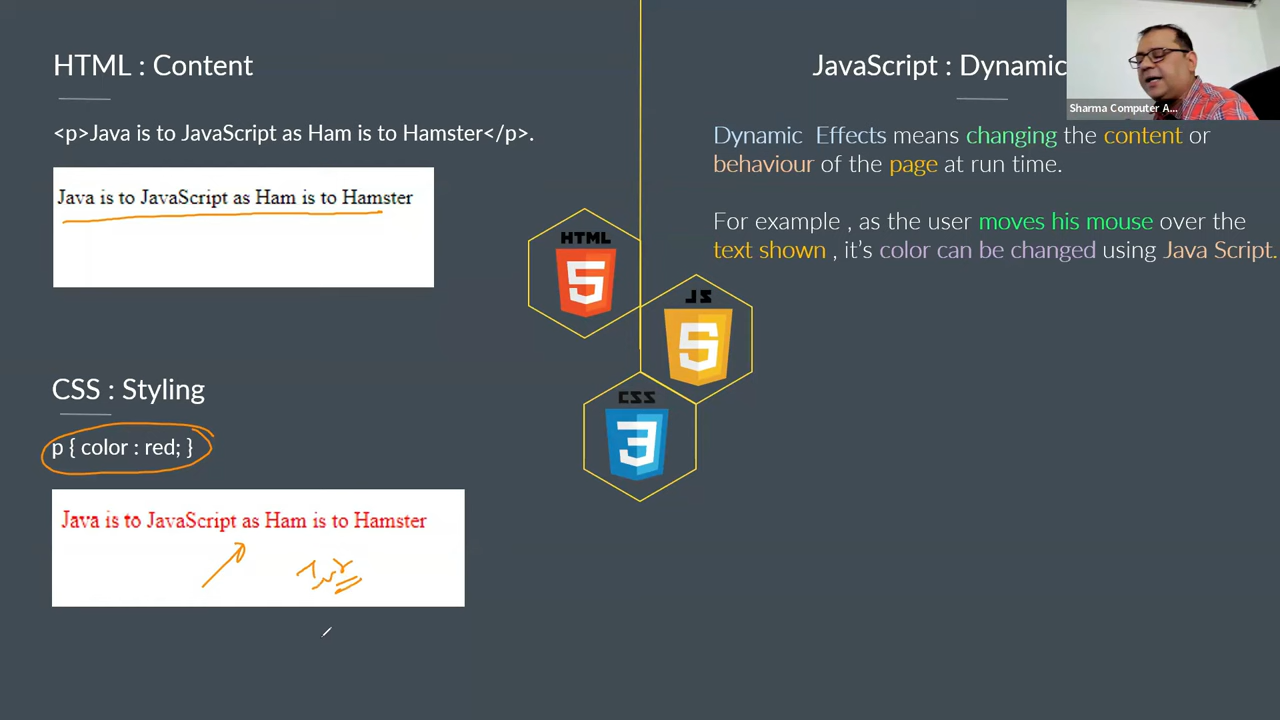 HTML : Content
<p>Java is to JavaScript as Ham is to Hamster</p>.
Java is to JavaScript as Ham is to Hamster
CSS : Styling
p { color : red; }
Java is to JavaScript as Ham is to Hamster
HTML
5
JS
5
CSS
3
JavaScript : Dynamic
Dynamic Effects means changing the content or
behaviour of the page at run time.
For example , as the user moves his mouse over the
text shown , it's color can be changed using Java Script.
Sharma Computer A...